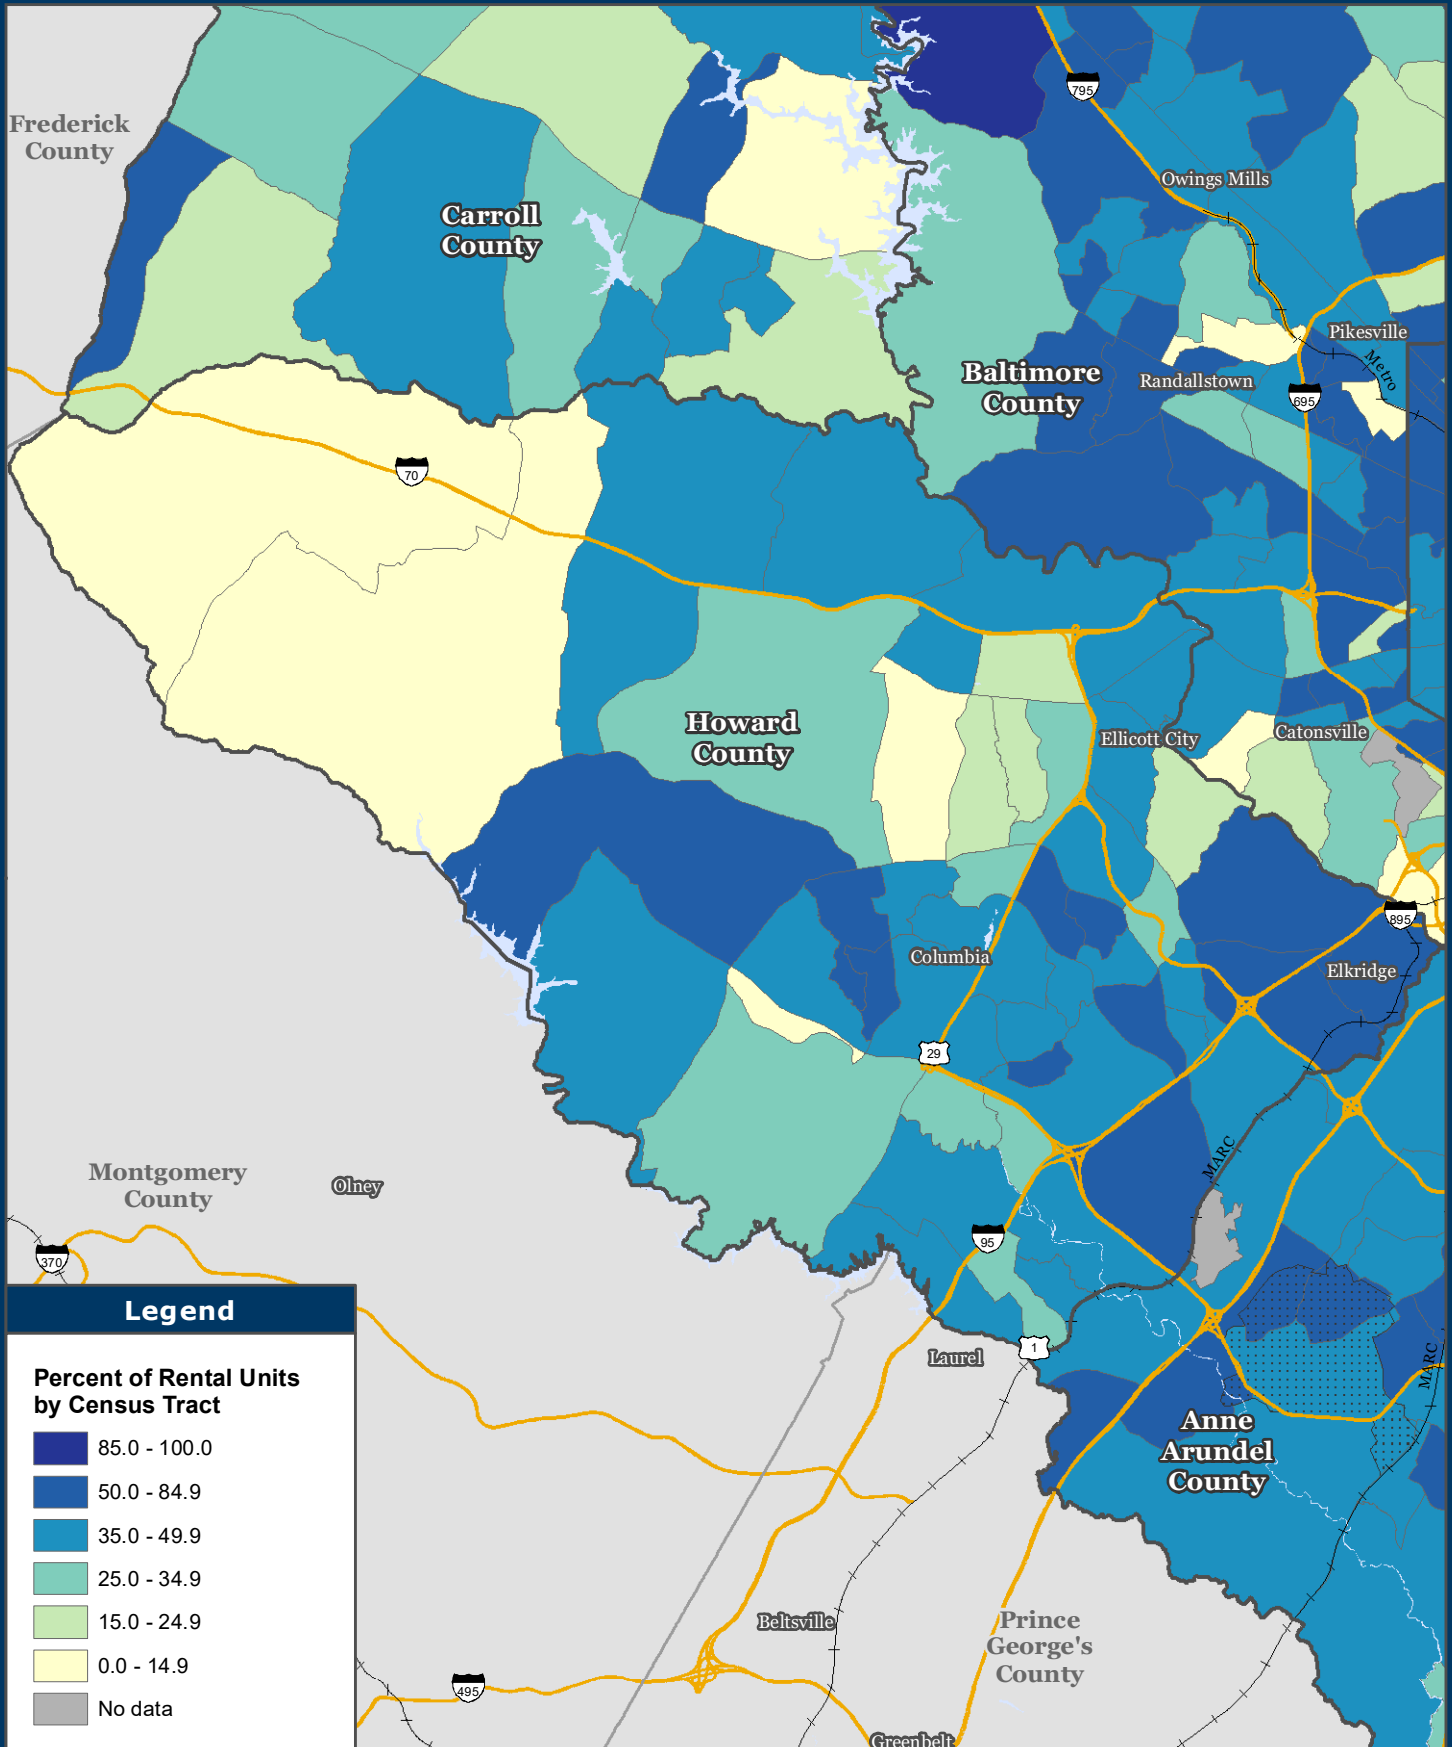 Frederick
County
795
Owings Mills
Carroll
County
Pikesville
Metro
Baltimore
County
Randallstown
695
70
Howard
County
Ellicott City
Catonsville
895
Columbia
Elkridge
29
MARC
Montgomery
County
Olney
95
370
Legend
1
Laurel
MARC
Percent of Rental Units
by Census Tract
85.0 - 100.0
50.0 - 84.9
35.0 - 49.9
25.0 - 34.9
15.0 - 24.9
0.0 - 14.9
No data
Anne
Arundel
County
Beltsville
Prince
George's
County
495
Greenbelt